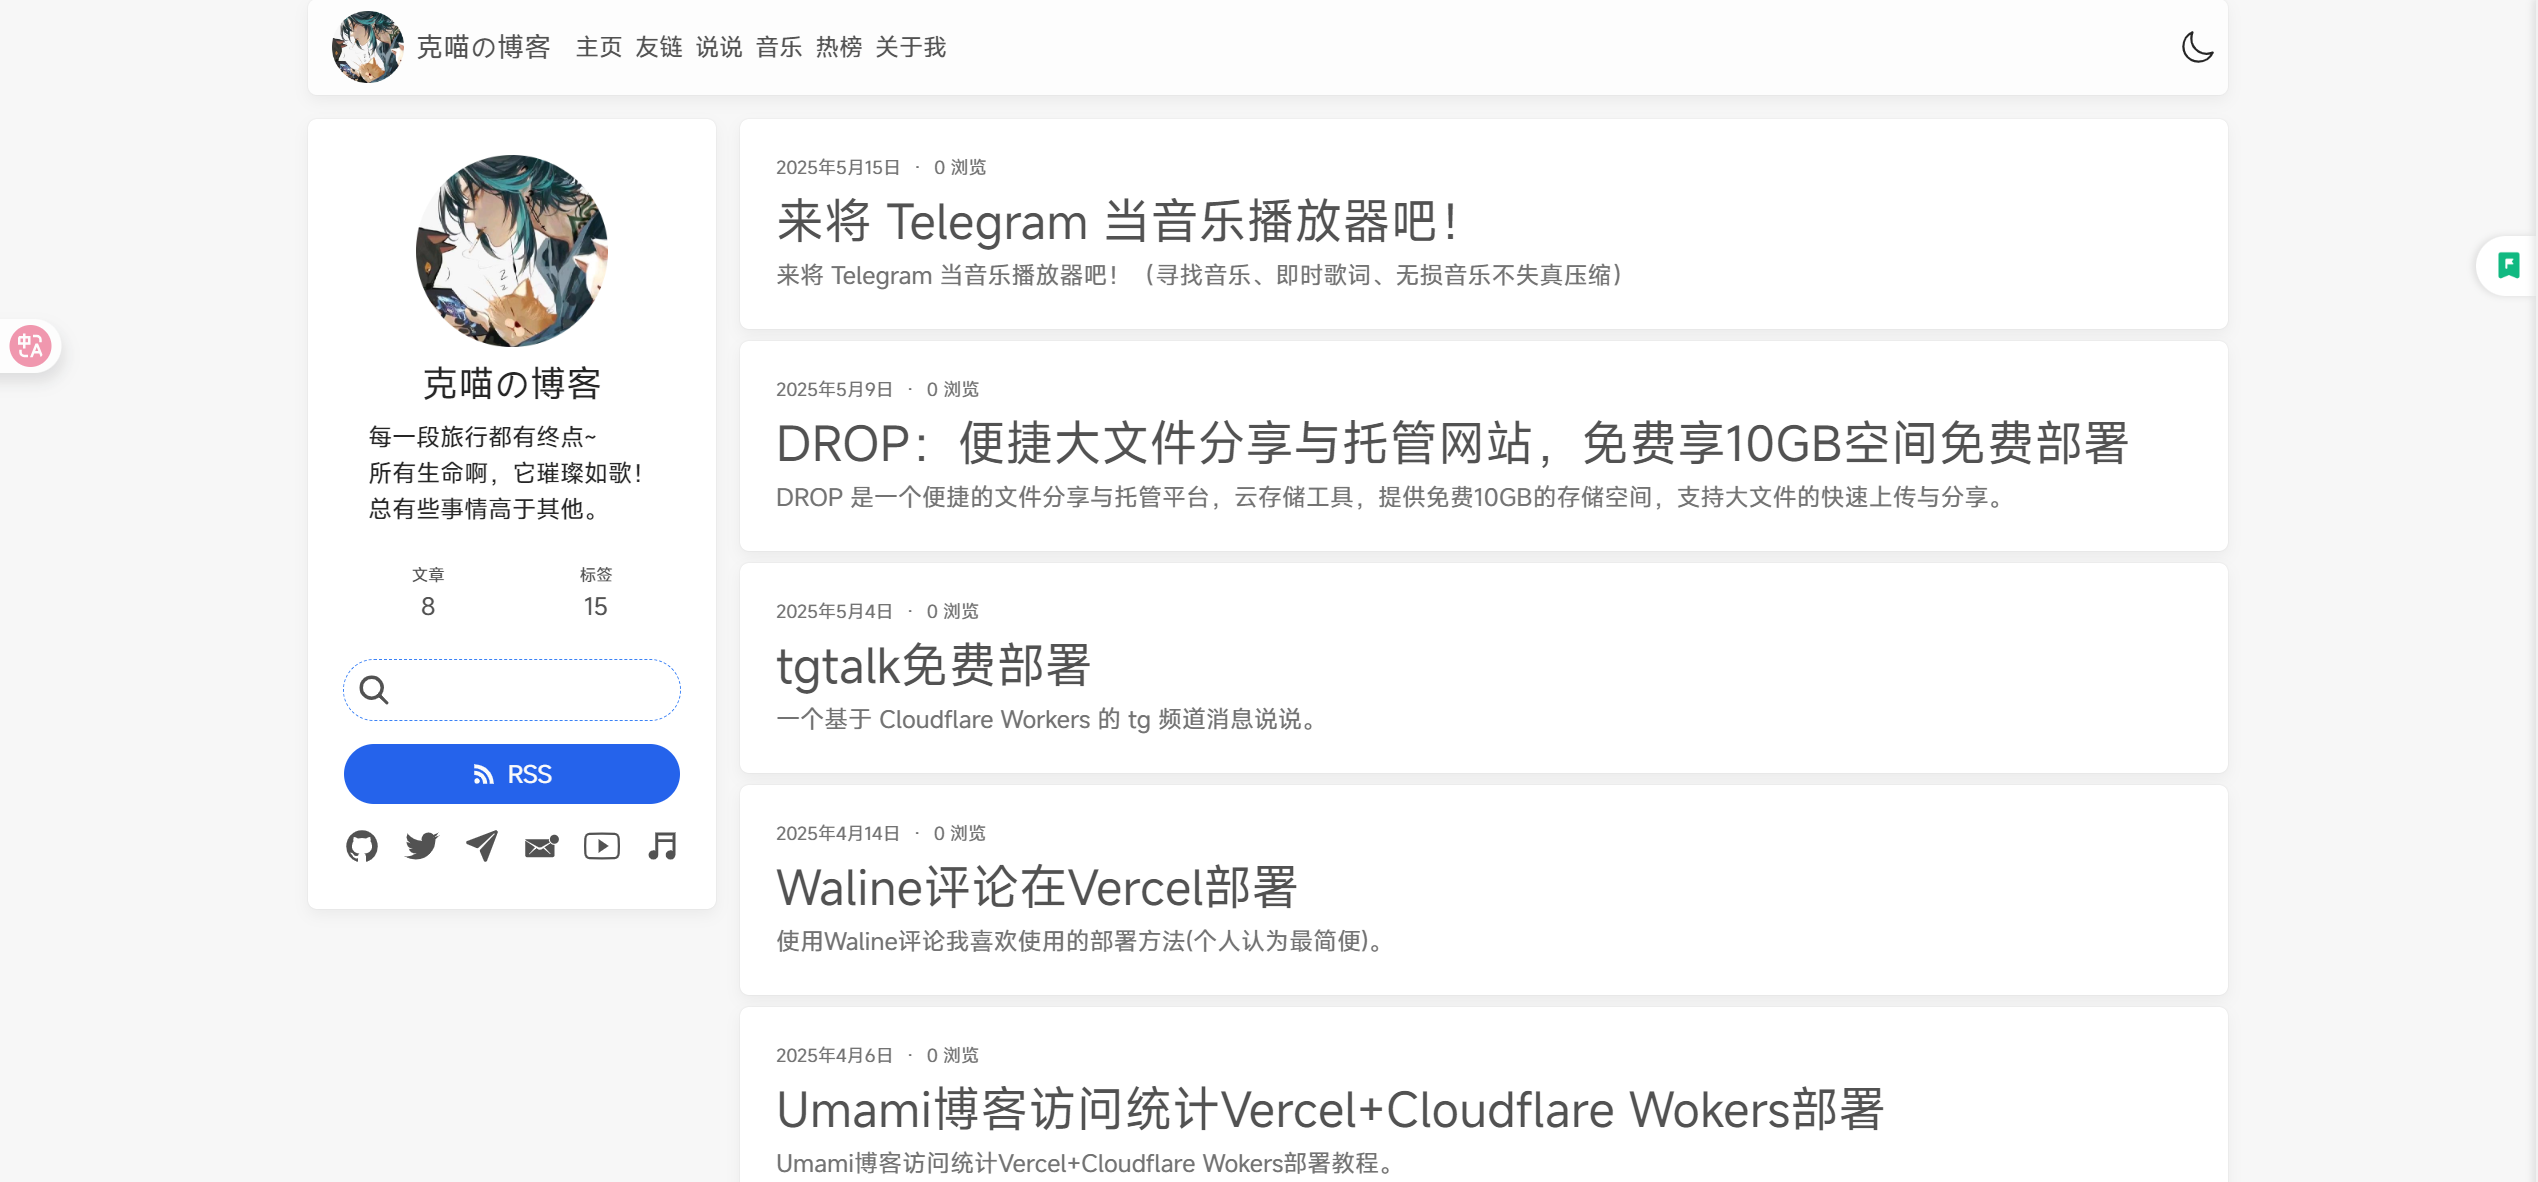 克喵の博客 主页 友链 说说 音乐 热榜 关于我
克喵の博客
每一段旅行都有终点~
所有生命啊，它璀璨如歌！
总有些事情高于其他。
文章 标签
8 15
RSS
2025年5月15日 · 0 浏览
来将 Telegram 当音乐播放器吧！
来将 Telegram 当音乐播放器吧！（寻找音乐、即时歌词、无损音乐不失真压缩）
2025年5月9日 · 0 浏览
DROP：便捷大文件分享与托管网站，免费享10GB空间免费部署
DROP 是一个便捷的文件分享与托管平台，云存储工具，提供免费10GB的存储空间，支持大文件的快速上传与分享。
2025年5月4日 · 0 浏览
tgtalk免费部署
一个基于 Cloudflare Workers 的 tg 频道消息说说。
2025年4月14日 · 0 浏览
Waline评论在Vercel部署
使用Waline评论我喜欢使用的部署方法(个人认为最简便)。
2025年4月6日 · 0 浏览
Umami博客访问统计Vercel+Cloudflare Wokers部署
Umami博客访问统计Vercel+Cloudflare Wokers部署教程。